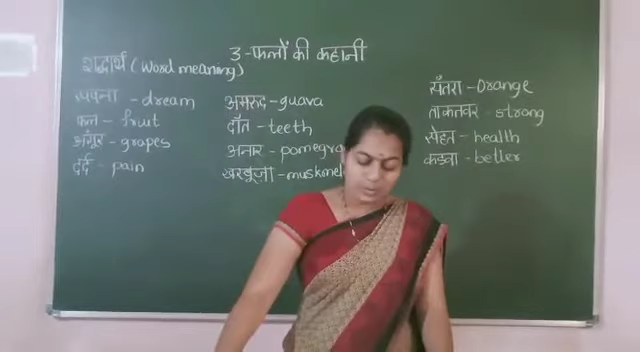 3-फलों की कहानी
शब्दार्थ (Word meaning)
सपना - dream
फल - fruit
अंगूर - grapes
दर्द - pain
अमरुद - guava
दाँत - teeth
अनार - pomegra
खरबूजा - muskmel
संतरा - Orange
ताकतवर - strong
सेहत - health
कडवा - better